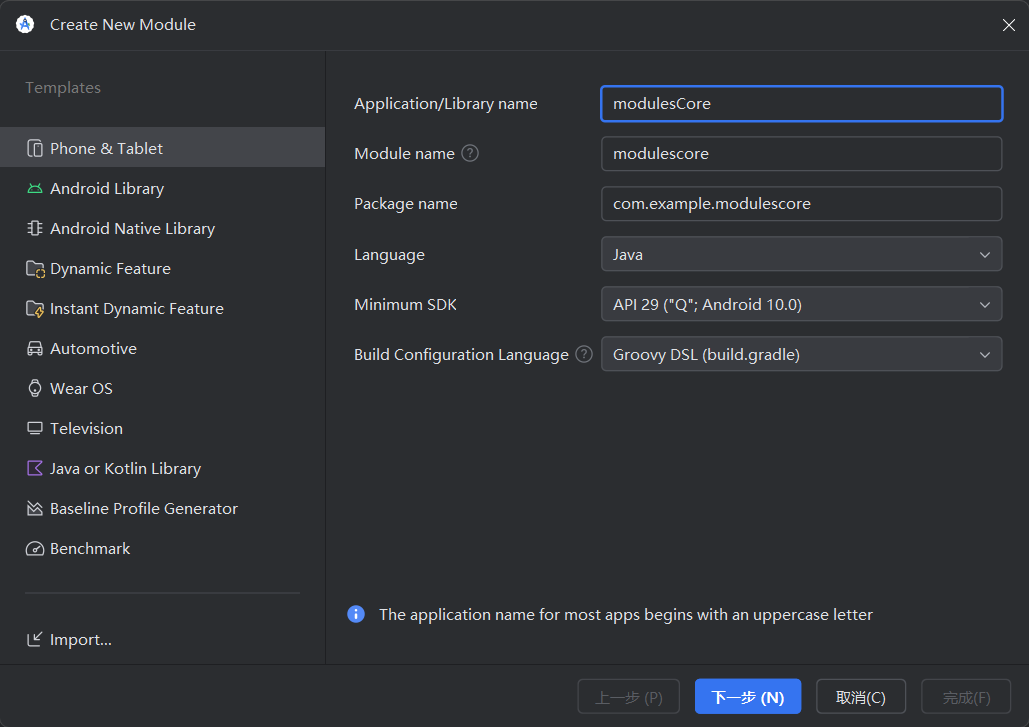 Create New Module
Templates
Phone & Tablet
Android Library
Android Native Library
Dynamic Feature
Instant Dynamic Feature
Automotive
Wear OS
Television
Java or Kotlin Library
Baseline Profile Generator
Benchmark
Import...
Application/Library name modulesCore
Module name ? modulescore
Package name com.example.modulescore
Language Java
Minimum SDK API 29 ("Q"; Android 10.0)
Build Configuration Language ? Groovy DSL (build.gradle)
The application name for most apps begins with an uppercase letter
上一步 (P) 下一步 (N) 取消(C) 完成(F)